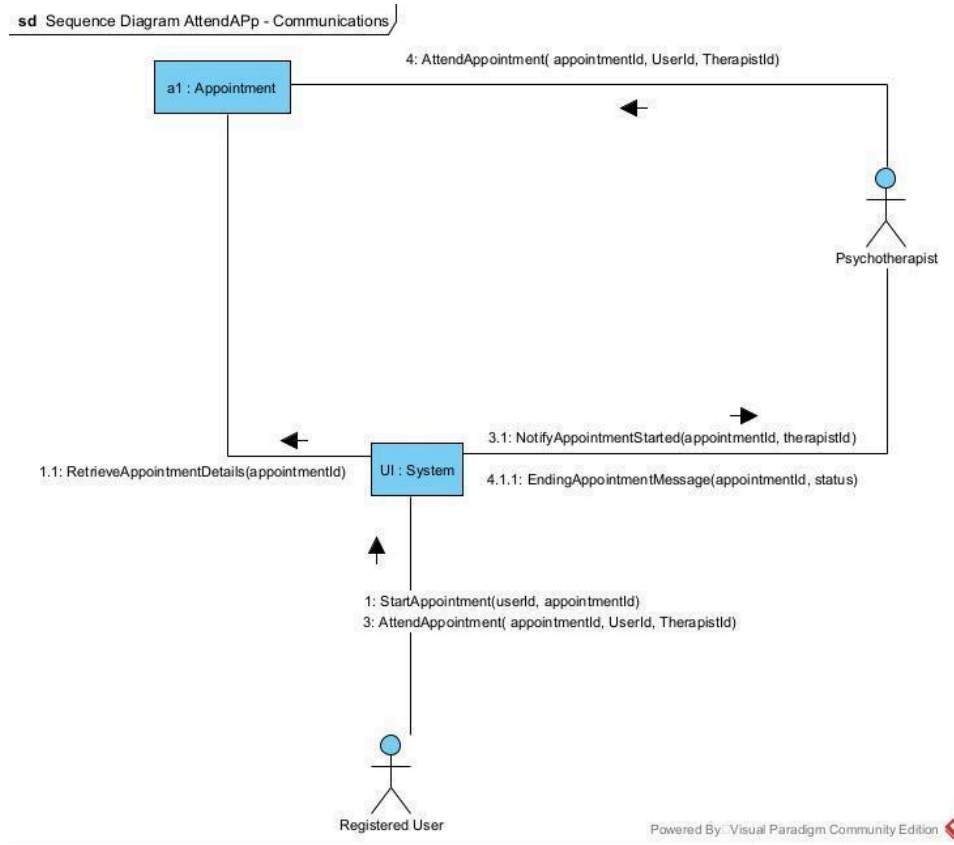 sd Sequence Diagram AttendAPp - Communications
4: AttendAppointment( appointmentId, UserId, TherapistId)
a1 : Appointment
Psychotherapist
3.1: NotifyAppointmentStarted(appointmentId, therapistId)
1.1: RetrieveAppointmentDetails(appointmentId)
UI : System
4.1.1: EndingAppointmentMessage(appointmentId, status)
1: StartAppointment(userId, appointmentId)
3: AttendAppointment( appointmentId, UserId, TherapistId)
Registered User
Powered By Visual Paradigm Community Edition